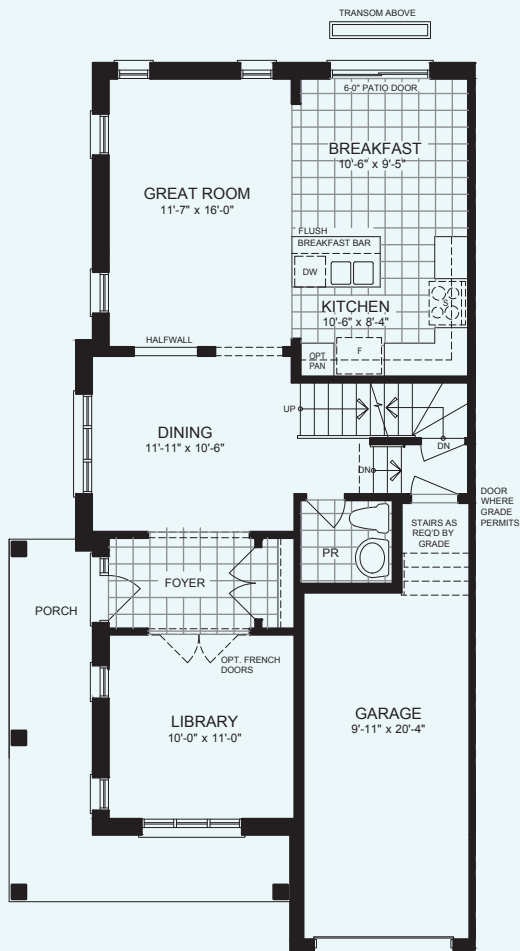 TRANSOM ABOVE
6-0" PATIO DOOR
BREAKFAST
10'-6" x 9'-5"
GREAT ROOM
11'-7" x 16'-0"
FLUSH
BREAKFAST BAR
DW
S
KITCHEN
10'-6" x 8'-4"
HALFWALL
OPT
PAN
F
UP
DINING
11'-11" x 10'-6"
DN
DN
DOOR
WHERE
GRADE
PERMITS
STAIRS AS
REQ'D BY
GRADE
PR
FOYER
PORCH
OPT. FRENCH
DOORS
LIBRARY
10'-0" x 11'-0"
GARAGE
9'-11" x 20'-4"